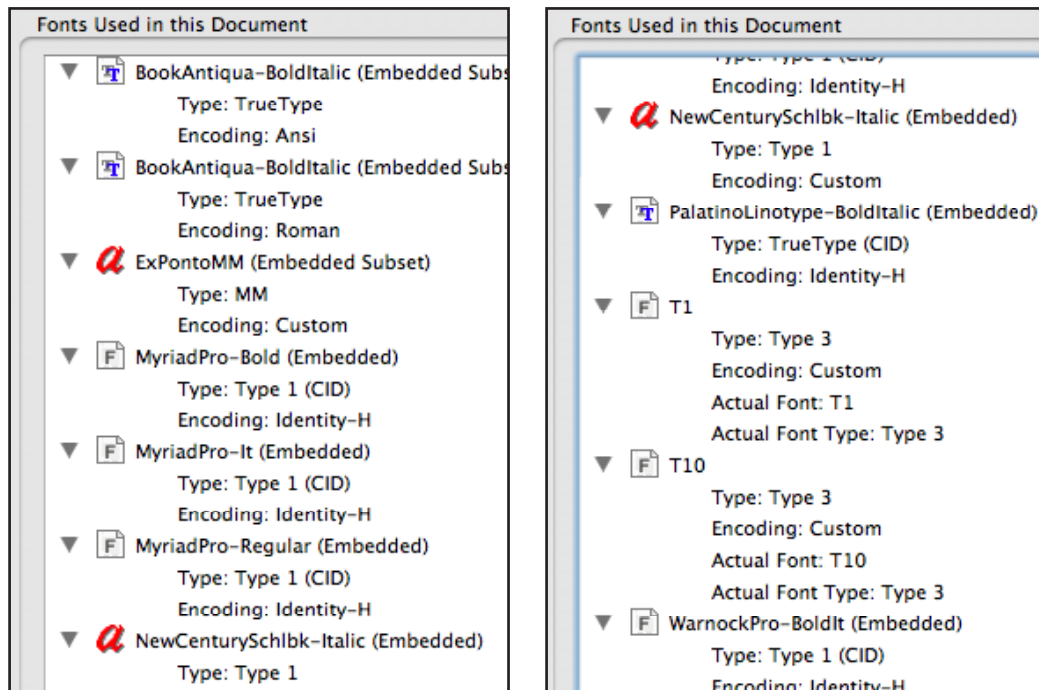 Fonts Used in this Document
BookAntiqua-BoldItalic (Embedded Subs
Type: TrueType
Encoding: Ansi
BookAntiqua-BoldItalic (Embedded Subs
Type: TrueType
Encoding: Roman
ExPontoMM (Embedded Subset)
Type: MM
Encoding: Custom
MyriadPro-Bold (Embedded)
Type: Type 1 (CID)
Encoding: Identity-H
MyriadPro-It (Embedded)
Type: Type 1 (CID)
Encoding: Identity-H
MyriadPro-Regular (Embedded)
Type: Type 1 (CID)
Encoding: Identity-H
NewCenturySchlbk-Italic (Embedded)
Type: Type 1
Fonts Used in this Document
Type: Type 1 (CID)
Encoding: Identity-H
NewCenturySchlbk-Italic (Embedded)
Type: Type 1
Encoding: Custom
PalatinoLinotype-BoldItalic (Embedded)
Type: TrueType (CID)
Encoding: Identity-H
T1
Type: Type 3
Encoding: Custom
Actual Font: T1
Actual Font Type: Type 3
T10
Type: Type 3
Encoding: Custom
Actual Font: T10
Actual Font Type: Type 3
WarnockPro-BoldIt (Embedded)
Type: Type 1 (CID)
Encoding: Identity-H